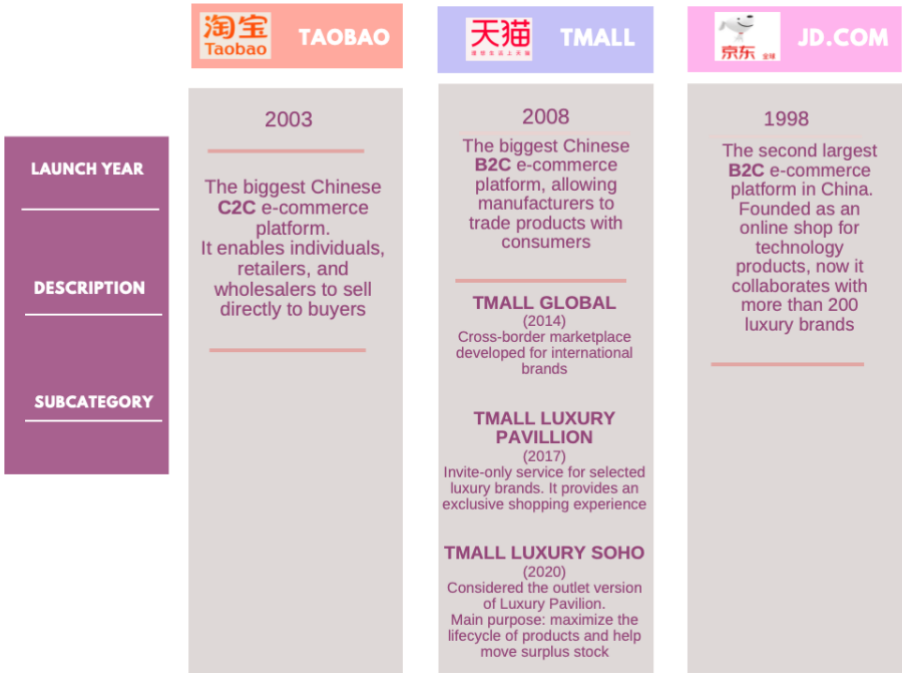 淘宝
Taobao
TAOBAO
天猫
TMALL
京东
JD.COM
LAUNCH YEAR
DESCRIPTION
SUBCATEGORY
2003
The biggest Chinese
C2C e-commerce
platform.
It enables individuals,
retailers, and
wholesalers to sell
directly to buyers
2008
The biggest Chinese
B2C e-commerce
platform, allowing
manufacturers to
trade products with
consumers
TMALL GLOBAL
(2014)
Cross-border marketplace
developed for international
brands
TMALL LUXURY
PAVILLION
(2017)
Invite-only service for selected
luxury brands. It provides an
exclusive shopping experience
TMALL LUXURY SOHO
(2020)
Considered the outlet version
of Luxury Pavilion.
Main purpose: maximize the
lifecycle of products and help
move surplus stock
1998
The second largest
B2C e-commerce
platform in China.
Founded as an
online shop for
technology
products, now it
collaborates with
more than 200
luxury brands